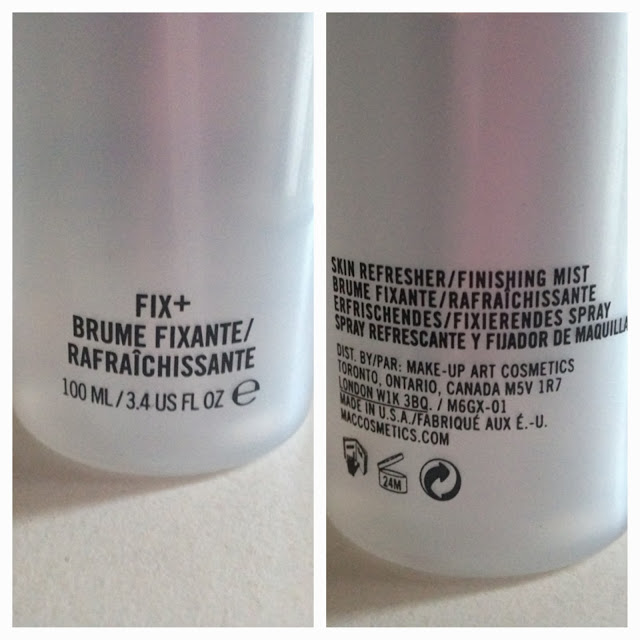 FIX+
BRUME FIXANTE/
RAFRAÎCHISSANTE
100 ML/3.4 US FL OZ ℮
SKIN REFRESHER/FINISHING MIST
BRUME FIXANTE/RAFRAÎCHISSANTE
ERFRISCHENDES/FIXIERENDES SPRAY
SPRAY REFRESCANTE Y FIJADOR DE MAQUILLA
DIST. BY/PAR: MAKE-UP ART COSMETICS
TORONTO, ONTARIO, CANADA M5V 1R7
LONDON W1K 3BQ. / M6GX-01
MADE IN U.S.A./FABRIQUÉ AUX É.-U.
MACCOSMETICS.COM
24M